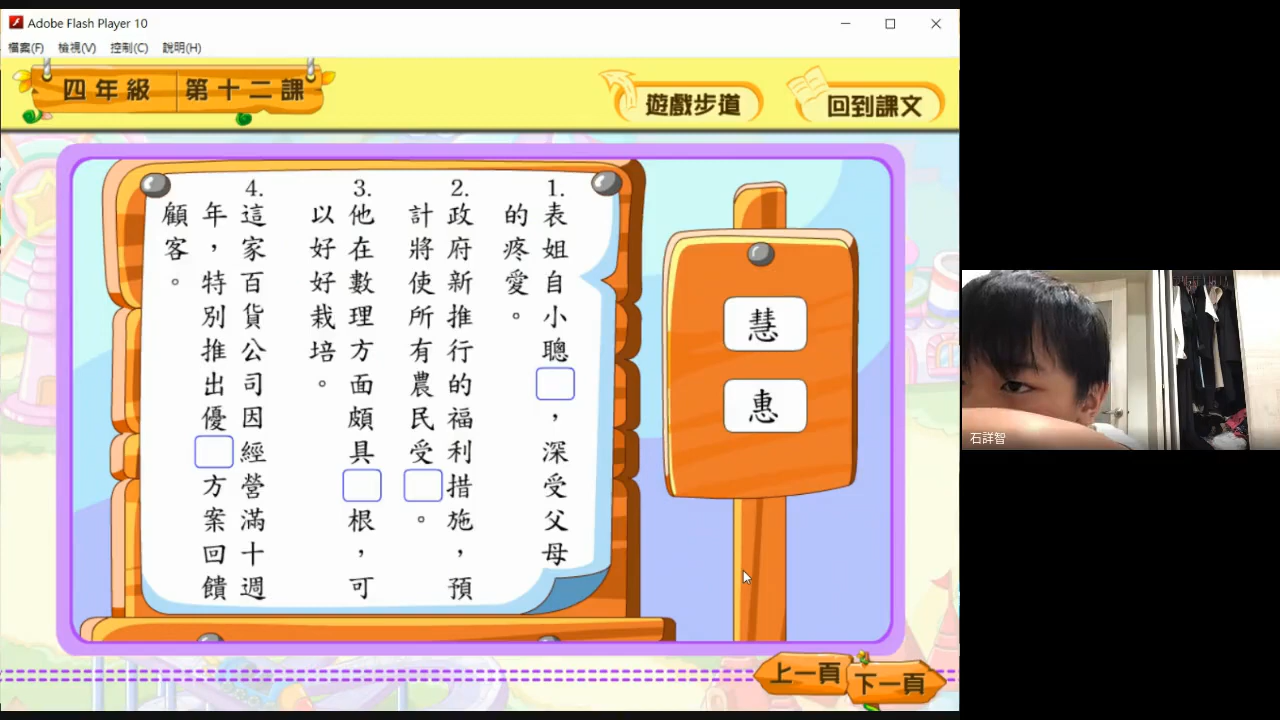 Adobe Flash Player 10
檔案(F) 檢視(V) 控制(C) 說明(H)
四年級 第十二課
遊戲步道
回到課文
1.
表姐自小聰，深受父母
的疼愛。
2.
政府新推行的福利措施，預
計將使所有農民受。
3.
他在數理方面頗具根，可
以好好栽培。
4.
這家百貨公司因經營滿十週
年，特別推出優方案回饋
顧客。
慧
惠
上一頁
下一頁
石詳智